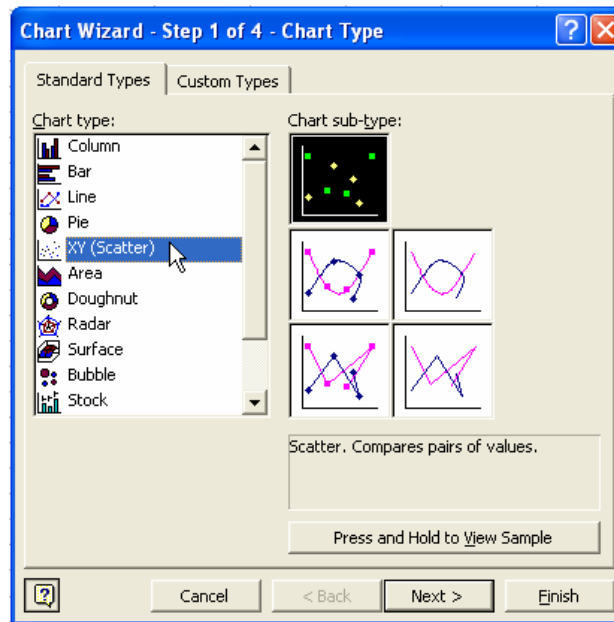 Chart Wizard - Step 1 of 4 - Chart Type
Standard Types
Custom Types
Chart type:
Column
Bar
Line
Pie
XY (Scatter)
Area
Doughnut
Radar
Surface
Bubble
Stock
Chart sub-type:
Scatter. Compares pairs of values.
Press and Hold to View Sample
Cancel
< Back
Next >
Finish